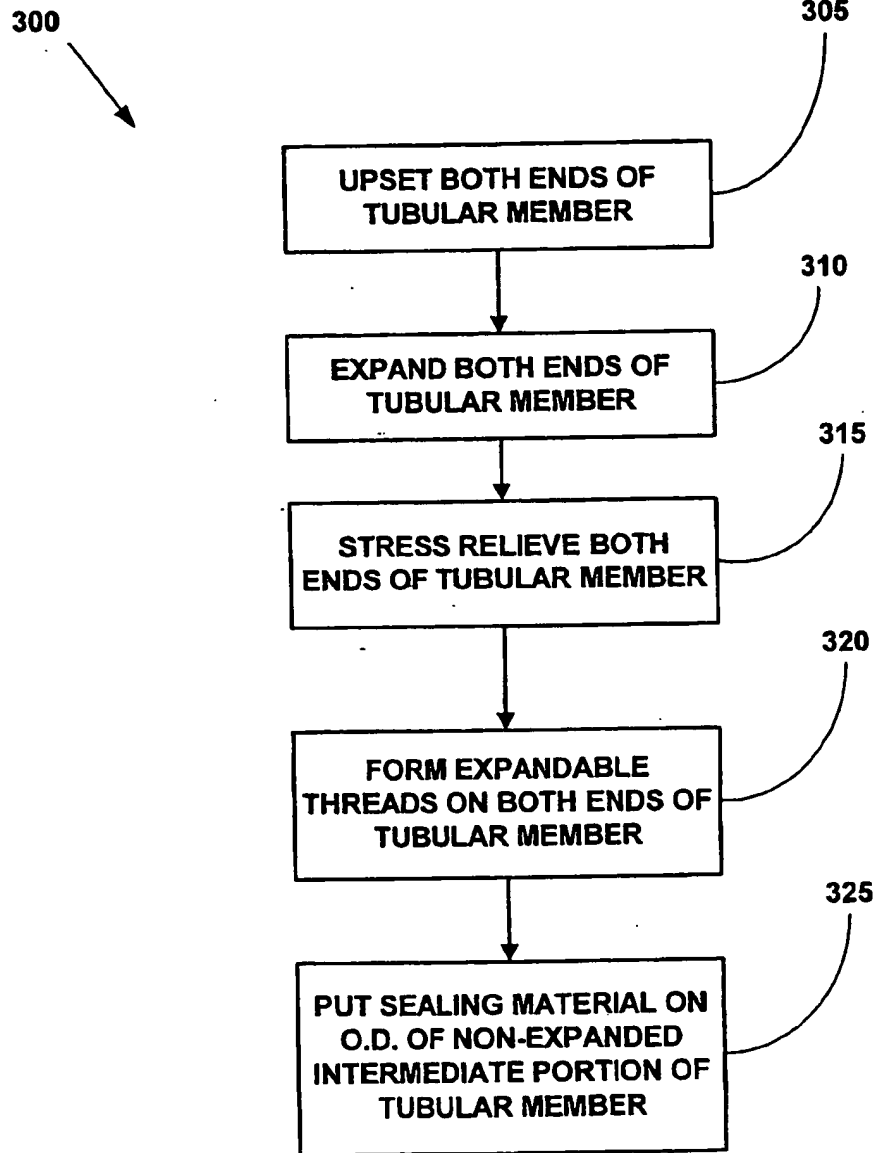 300
305
UPSET BOTH ENDS OF
TUBULAR MEMBER
310
EXPAND BOTH ENDS OF
TUBULAR MEMBER
315
STRESS RELIEVE BOTH
ENDS OF TUBULAR MEMBER
320
FORM EXPANDABLE
THREADS ON BOTH ENDS OF
TUBULAR MEMBER
325
PUT SEALING MATERIAL ON
O.D. OF NON-EXPANDED
INTERMEDIATE PORTION OF
TUBULAR MEMBER